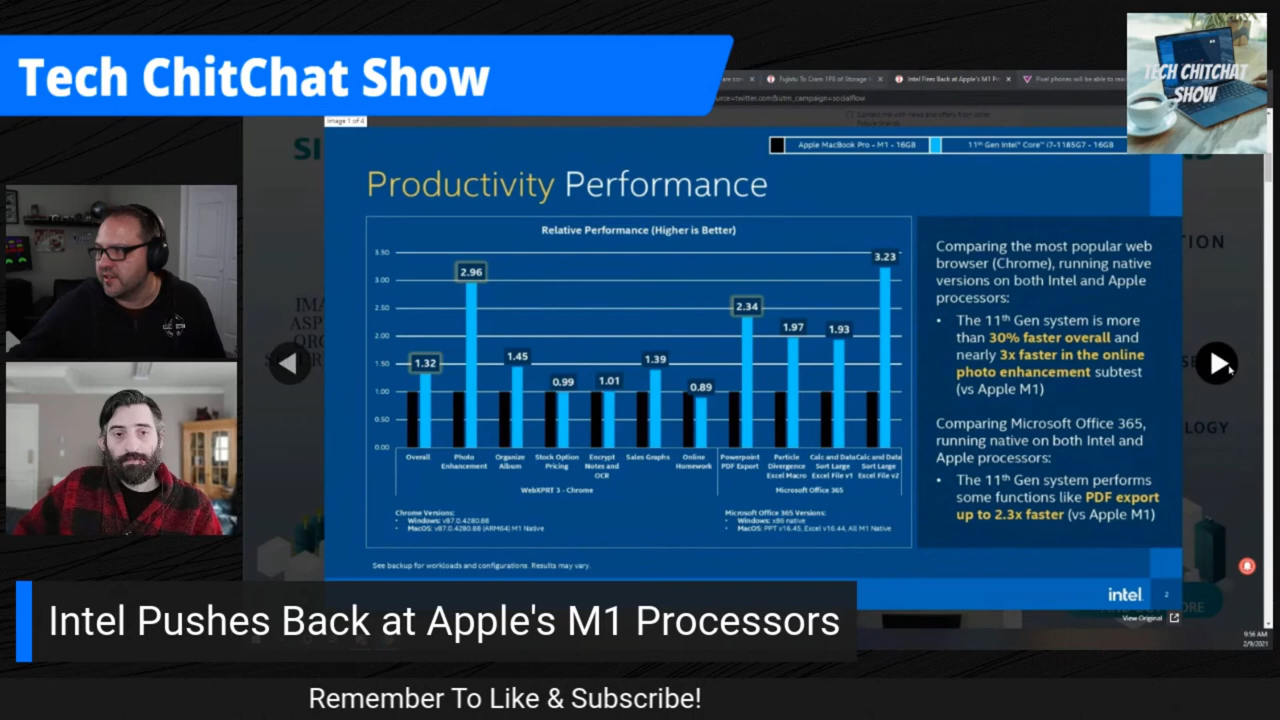 Tech ChitChat Show
TECH CHITCHAT
SHOW
Image 1 of 4
Apple MacBook Pro - M1 - 16GB
11th Gen Intel® Core™ i7-1185G7 - 16GB
Productivity Performance
Relative Performance (Higher is Better)
3.50
3.00
2.50
2.00
1.50
1.00
0.50
0.00
1.32
2.96
1.45
0.99
1.01
1.39
0.89
2.34
1.97
1.93
3.23
Overall
Photo
Enhancement
Organize
Album
Stock Option
Pricing
Encrypt
Notes and
OCR
Sales Graphs
Online
Homework
Powerpoint
PDF Export
Particle
Divergence
Excel Macro
Calc and Data
Sort Large
Excel File v1
Calc and Data
Sort Large
Excel File v2
WebXPRT 3 - Chrome
Microsoft Office 365
Chrome Versions:
• Windows: v87.0.4280.88
• MacOS: v87.0.4280.88 (ARM64) M1 Native
Microsoft Office 365 Versions:
• Windows: x86 native
• MacOS: PPT v16.45, Excel v16.44, All M1 Native
See backup for workloads and configurations. Results may vary.
Comparing the most popular web
browser (Chrome), running native
versions on both Intel and Apple
processors:
• The 11th Gen system is more
than 30% faster overall and
nearly 3x faster in the online
photo enhancement subtest
(vs Apple M1)
Comparing Microsoft Office 365,
running native on both Intel and
Apple processors:
• The 11th Gen system performs
some functions like PDF export
up to 2.3x faster (vs Apple M1)
intel
2
View Original
9:56 AM
2/9/2021
Intel Pushes Back at Apple's M1 Processors
Remember To Like & Subscribe!